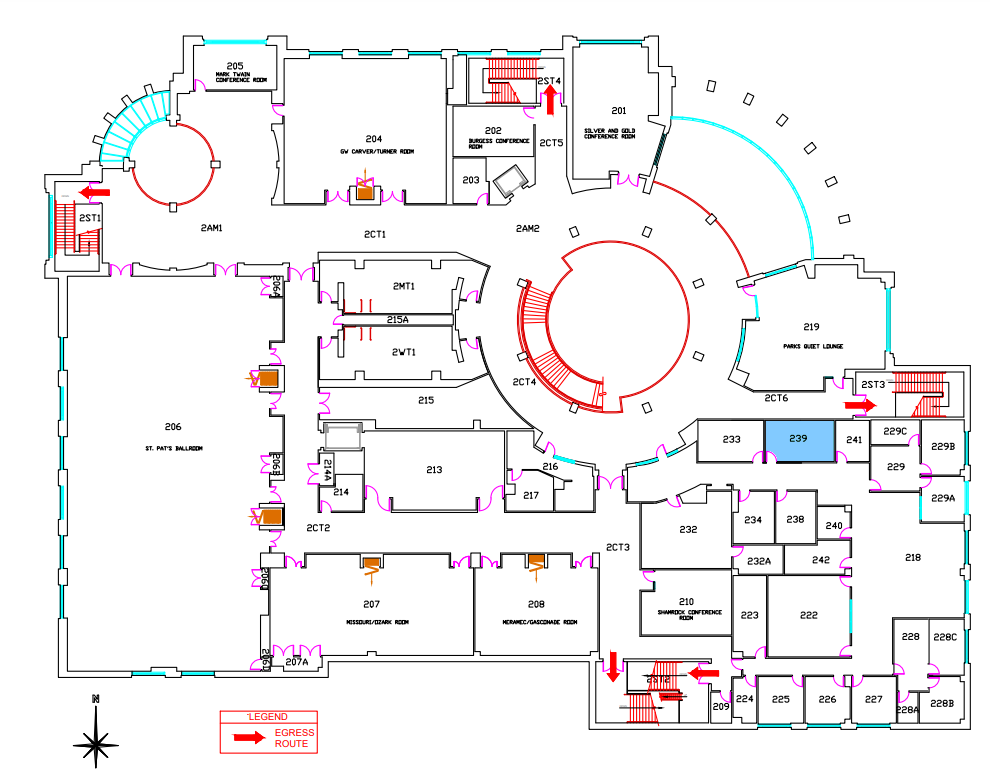 205
MARK TWAIN
CONFERENCE ROOM
204
GW CARVER/TURNER ROOM
202
BURGESS CONFERENCE
ROOM
203
2ST4
2CT5
201
SILVER AND GOLD
CONFERENCE ROOM
2ST1
2AM1
2CT1
2AM2
206A
2MT1
215A
2WT1
215
2CT4
219
PARKS QUIET LOUNGE
2ST3
2CT6
206
ST. PAT'S BALLROOM
206B
214A
214
213
216
217
233
239
241
229C
229B
229
229A
2CT2
2CT3
232
234
238
240
232A
242
218
206C
207
MISSOURI/OZARK ROOM
208
MERAMEC/GASCONADE ROOM
210
SHAMROCK CONFERENCE
ROOM
223
222
228
228C
206D
207A
2ST2
209
224
225
226
227
228A
228B
N
LEGEND
EGRESS
ROUTE